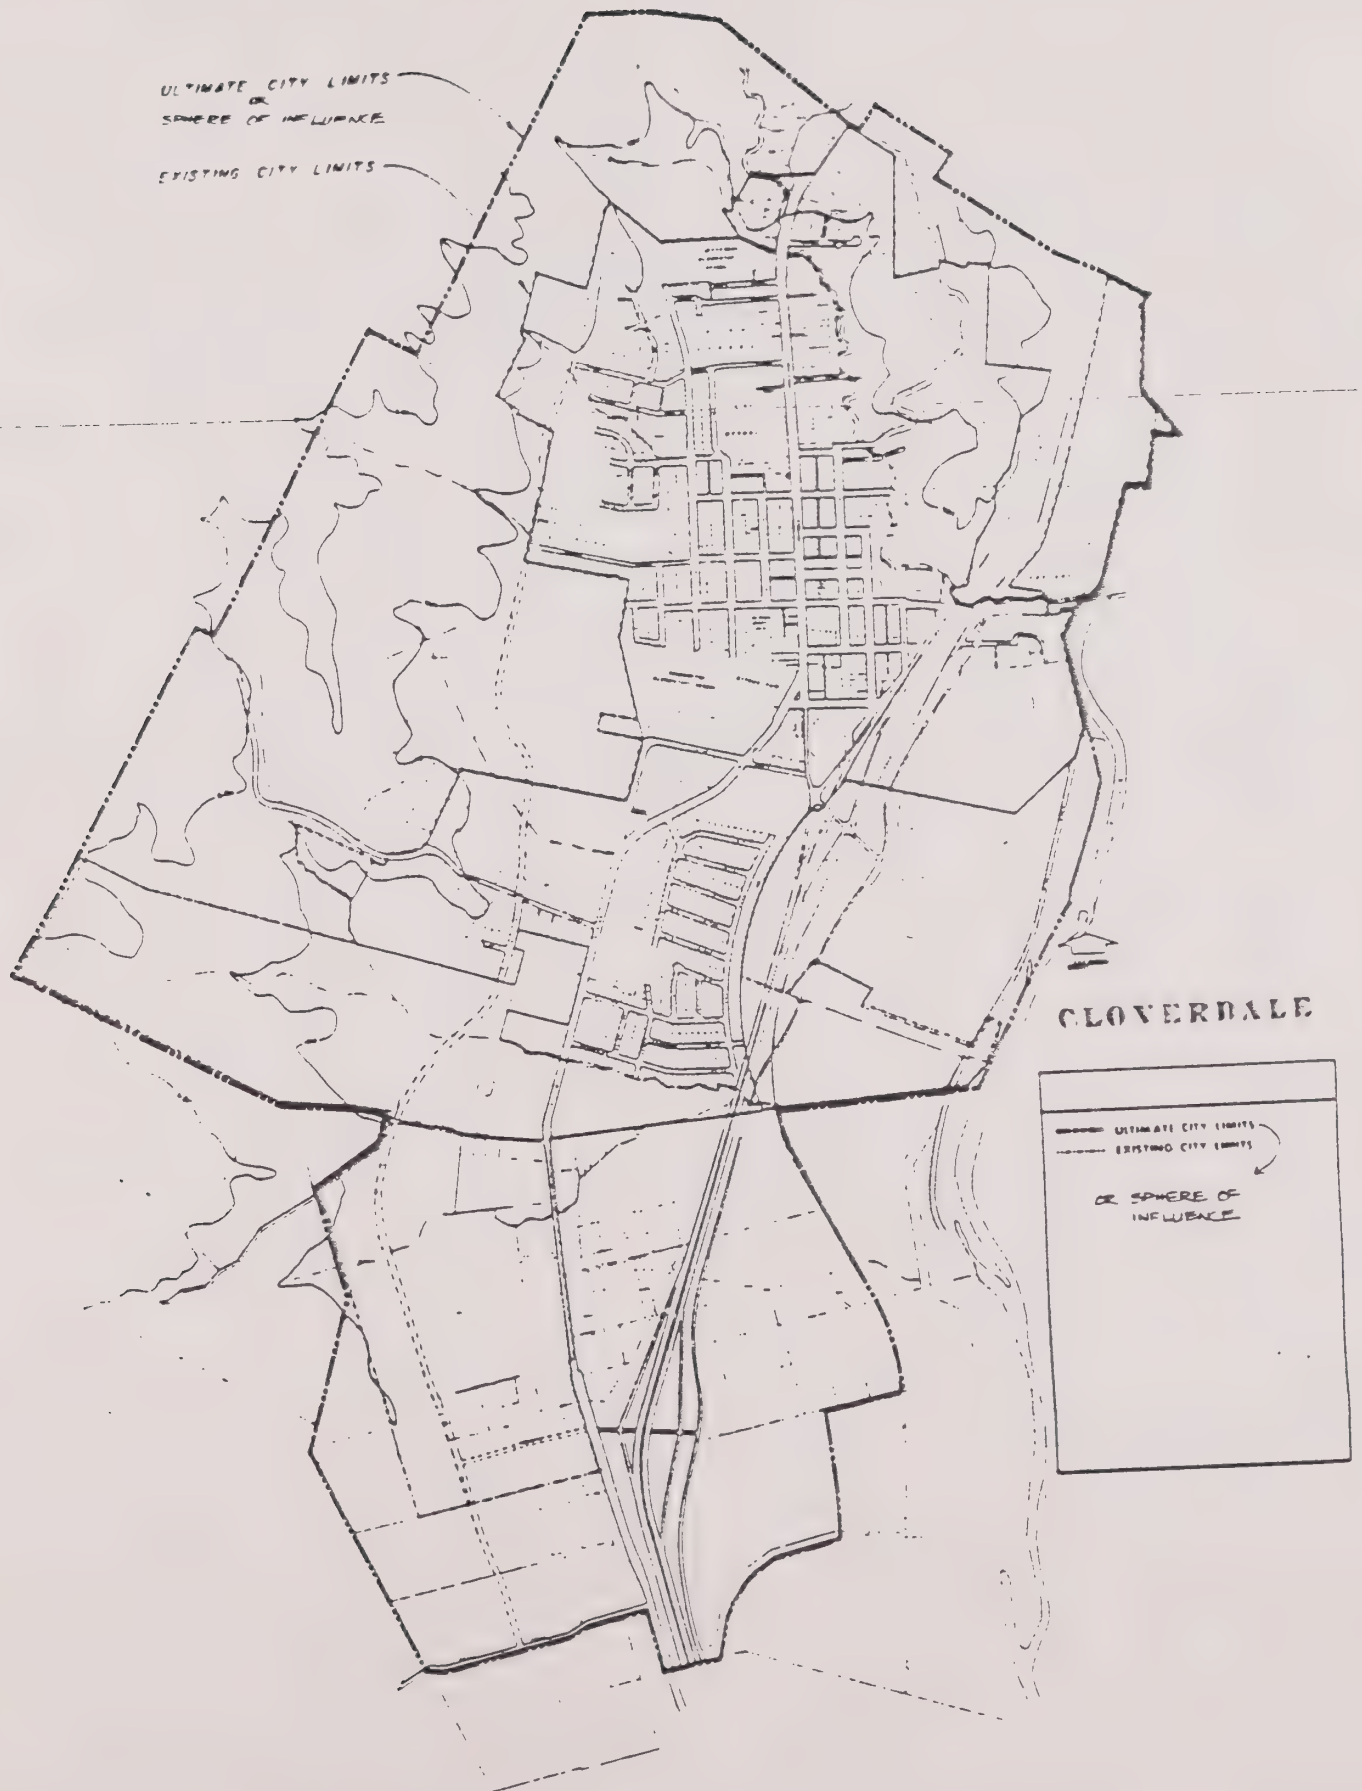 ULTIMATE CITY LIMITS
OR
SPHERE OF INFLUENCE
EXISTING CITY LIMITS
CLOVERDALE
ULTIMATE CITY LIMITS
EXISTING CITY LIMITS
OR SPHERE OF
INFLUENCE